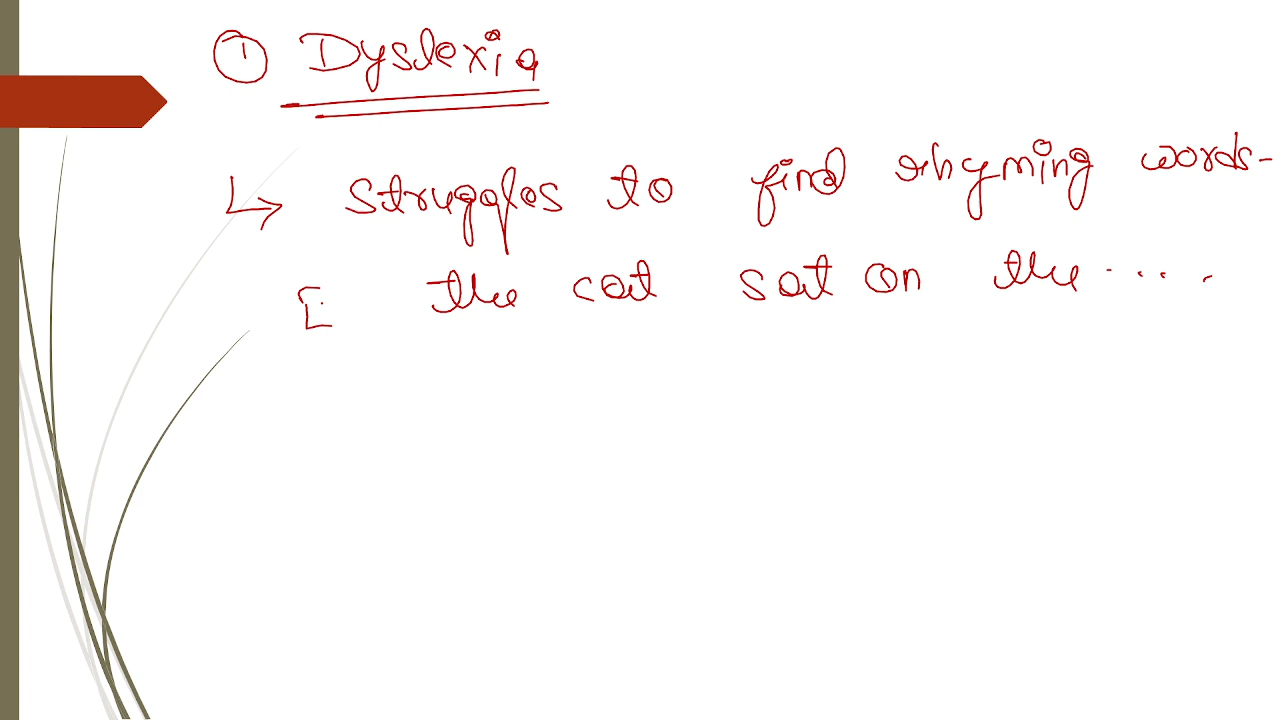 ① Dyslexia
↳ struggles to find rhyming words-
[ the cat sat on the .....